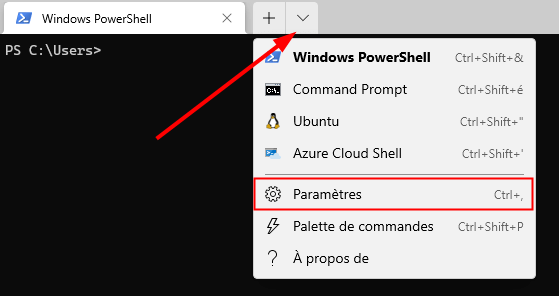 Windows PowerShell
PS C:\Users>
Windows PowerShell Ctrl+Shift+&
Command Prompt Ctrl+Shift+é
Ubuntu Ctrl+Shift+"
Azure Cloud Shell Ctrl+Shift+'
Paramètres Ctrl+,
Palette de commandes Ctrl+Shift+P
À propos de